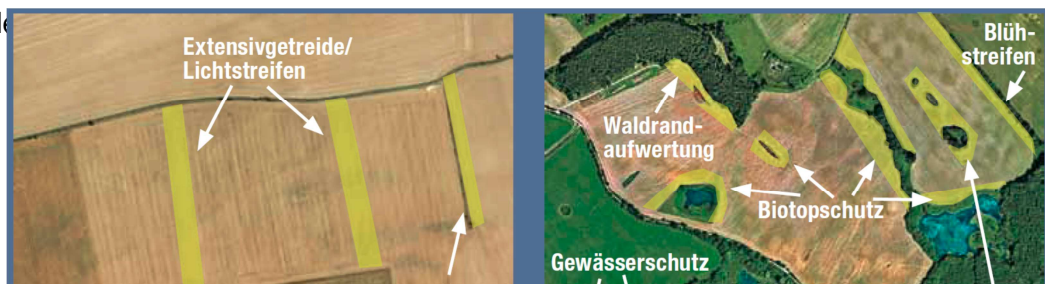 Extensivgetreide/
Lichtstreifen
Blüh-
streifen
Waldrand-
aufwertung
Biotopschutz
Gewässerschutz